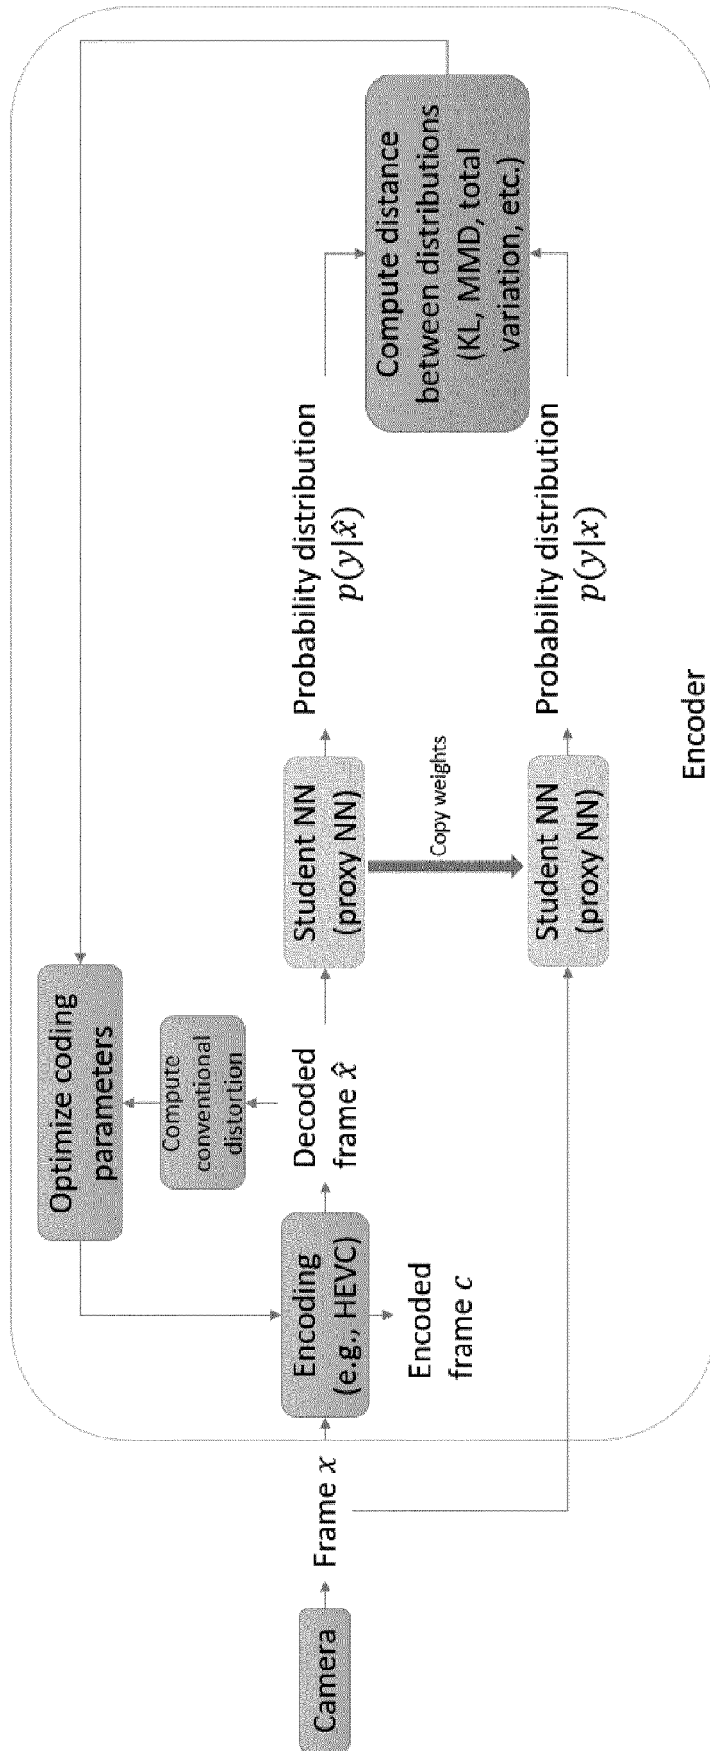 Camera
Frame x
Encoding
(e.g., HEVC)
Encoded
frame c
Optimize coding
parameters
Compute
conventional
distortion
Decoded
frame x̂
Student NN
(proxy NN)
Copy weights
Student NN
(proxy NN)
Probability distribution
p(y|x̂)
Probability distribution
p(y|x)
Compute distance
between distributions
(KL, MMD, total
variation, etc.)
Encoder